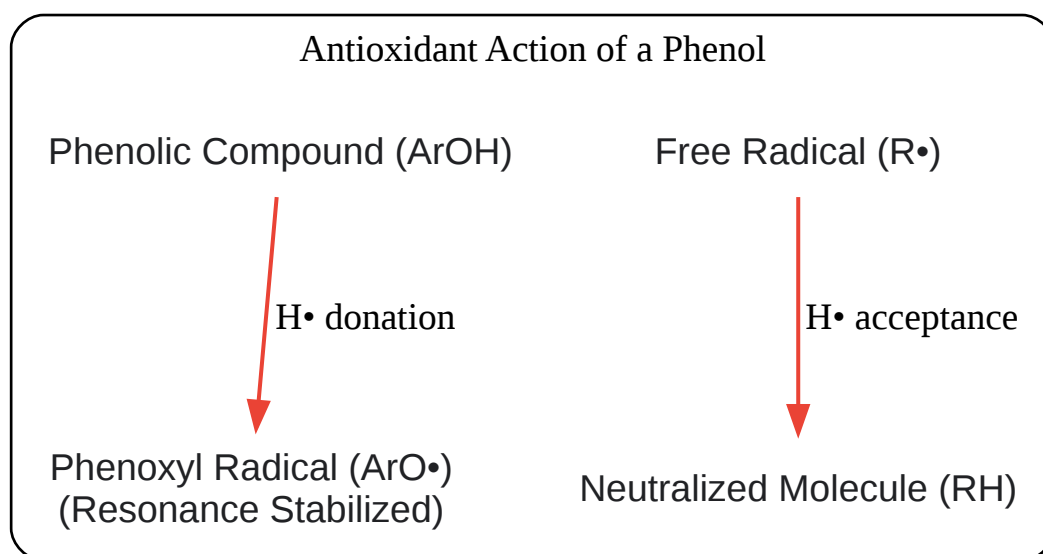 Antioxidant Action of a Phenol
Phenolic Compound (ArOH)
Free Radical (R•)
H• donation
H• acceptance
Phenoxyl Radical (ArO•)
(Resonance Stabilized)
Neutralized Molecule (RH)